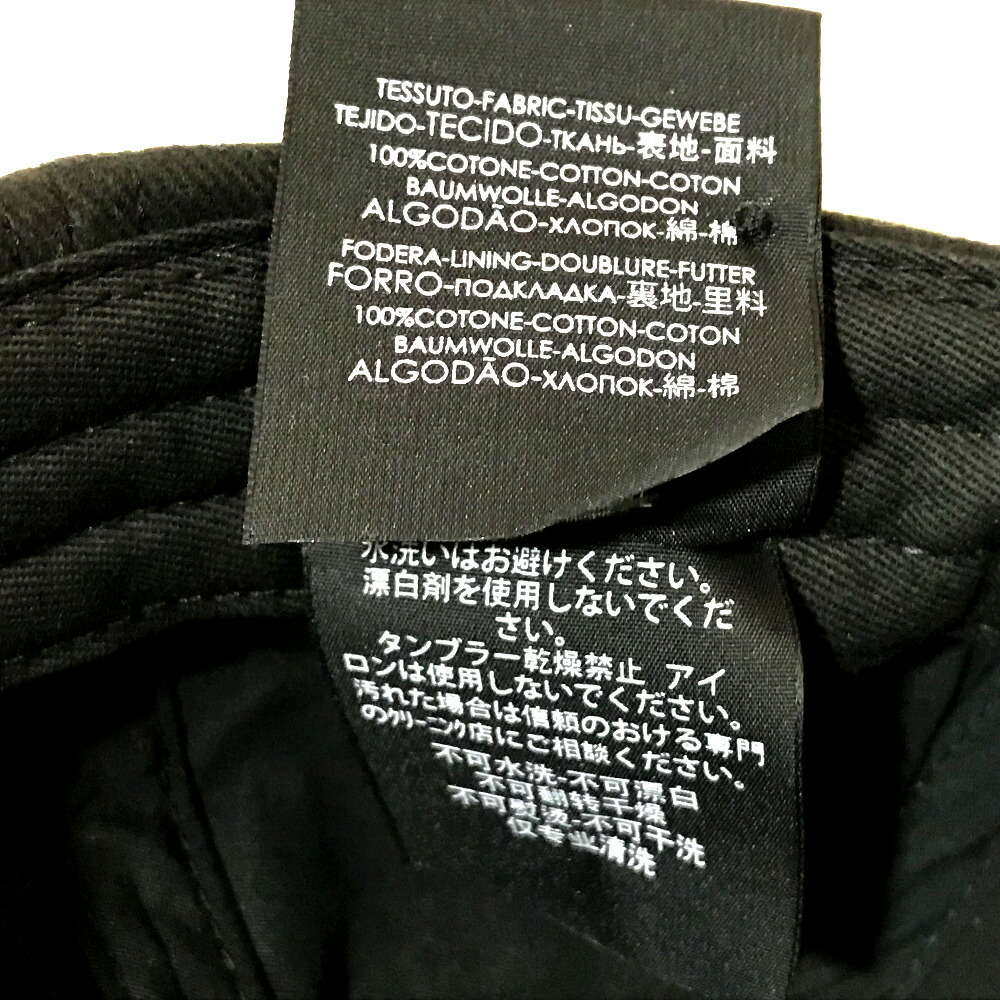 TESSUTO-FABRIC-TISSU-GEWEBE
TEJIDO-TECIDO-ТКАНЬ-表地-面料
100%COTONE-COTTON-COTON
BAUMWOLLE-ALGODON
ALGODÃO-ХЛОПОК-綿-棉
FODERA-LINING-DOUBLURE-FUTTER
FORRO-ПОДКЛАДКА-裏地-里料
100%COTONE-COTTON-COTON
BAUMWOLLE-ALGODON
ALGODÃO-ХЛОПОК-綿-棉
水洗いはお避けください。
漂白剤を使用しないでくだ
さい。
タンブラー乾燥禁止 アイ
ロンは使用しないでください。
汚れた場合は信頼のおける専門
のクリーニング店にご相談ください。
不可水洗-不可漂白
不可翻转干燥
不可熨烫-不可干洗
仅专业清洗